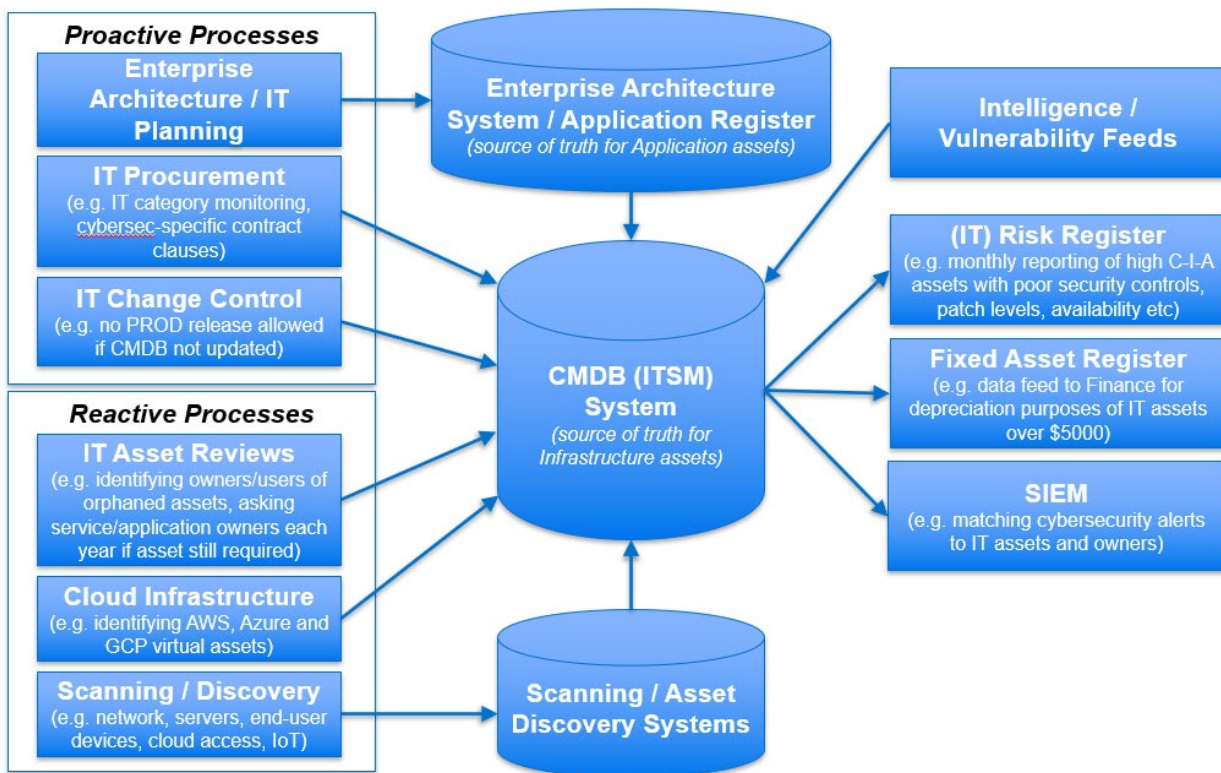 Proactive Processes
Enterprise
Architecture / IT
Planning
IT Procurement
(e.g. IT category monitoring,
cybersec-specific contract
clauses)
IT Change Control
(e.g. no PROD release allowed
if CMDB not updated)
Reactive Processes
IT Asset Reviews
(e.g. identifying owners/users of
orphaned assets, asking
service/application owners each
year if asset still required)
Cloud Infrastructure
(e.g. identifying AWS, Azure and
GCP virtual assets)
Scanning / Discovery
(e.g. network, servers, end-user
devices, cloud access, IoT)
Enterprise Architecture
System / Application Register
(source of truth for Application assets)
CMDB (ITSM)
System
(source of truth for
Infrastructure assets)
Scanning / Asset
Discovery Systems
Intelligence /
Vulnerability Feeds
(IT) Risk Register
(e.g. monthly reporting of high C-I-A
assets with poor security controls,
patch levels, availability etc)
Fixed Asset Register
(e.g. data feed to Finance for
depreciation purposes of IT assets
over $5000)
SIEM
(e.g. matching cybersecurity alerts
to IT assets and owners)